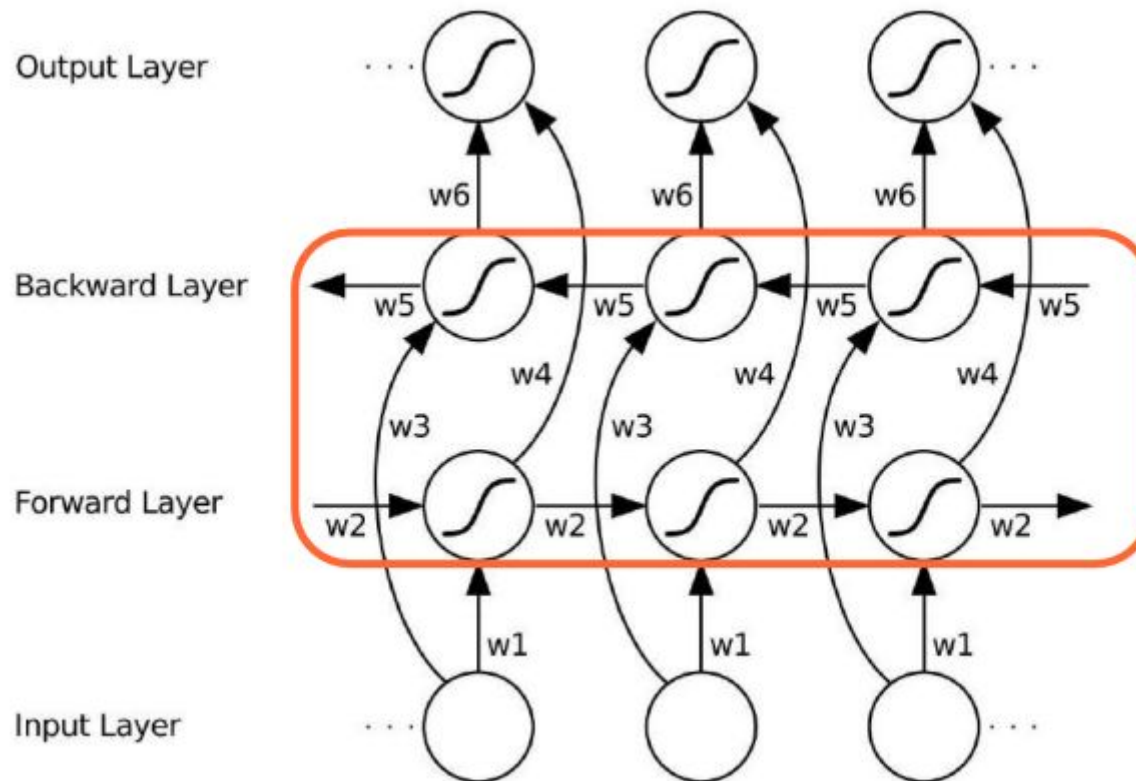 Output Layer
w6 w6 w6
Backward Layer
w5 w5 w5 w5
w4 w4 w4
w3 w3 w3
Forward Layer
w2 w2 w2 w2
w1 w1 w1
Input Layer